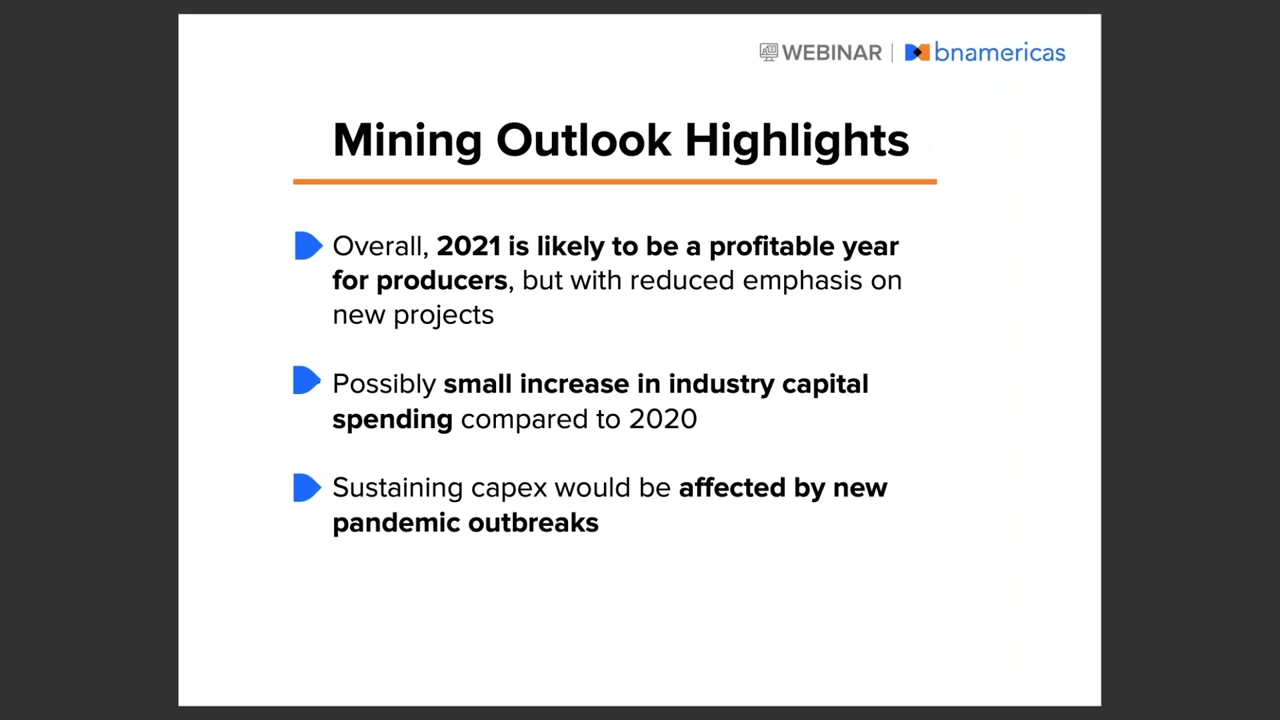 WEBINAR | bnamericas
Mining Outlook Highlights
Overall, 2021 is likely to be a profitable year
for producers, but with reduced emphasis on
new projects
Possibly small increase in industry capital
spending compared to 2020
Sustaining capex would be affected by new
pandemic outbreaks